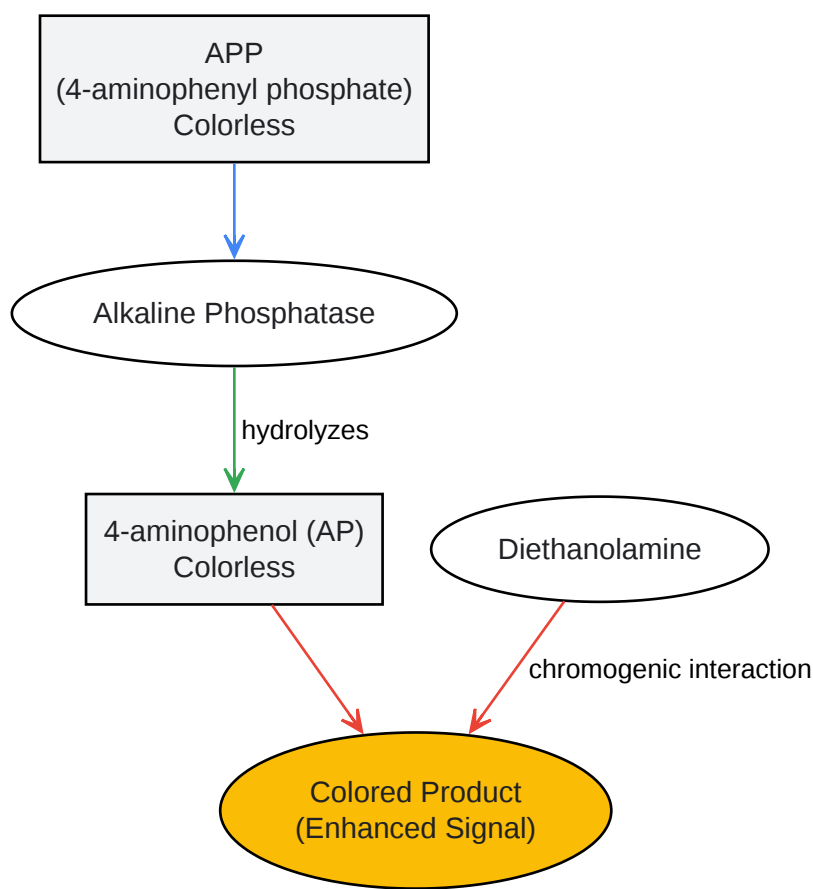 APP
(4-aminophenyl phosphate)
Colorless
Alkaline Phosphatase
hydrolyzes
4-aminophenol (AP)
Colorless
Diethanolamine
chromogenic interaction
Colored Product
(Enhanced Signal)